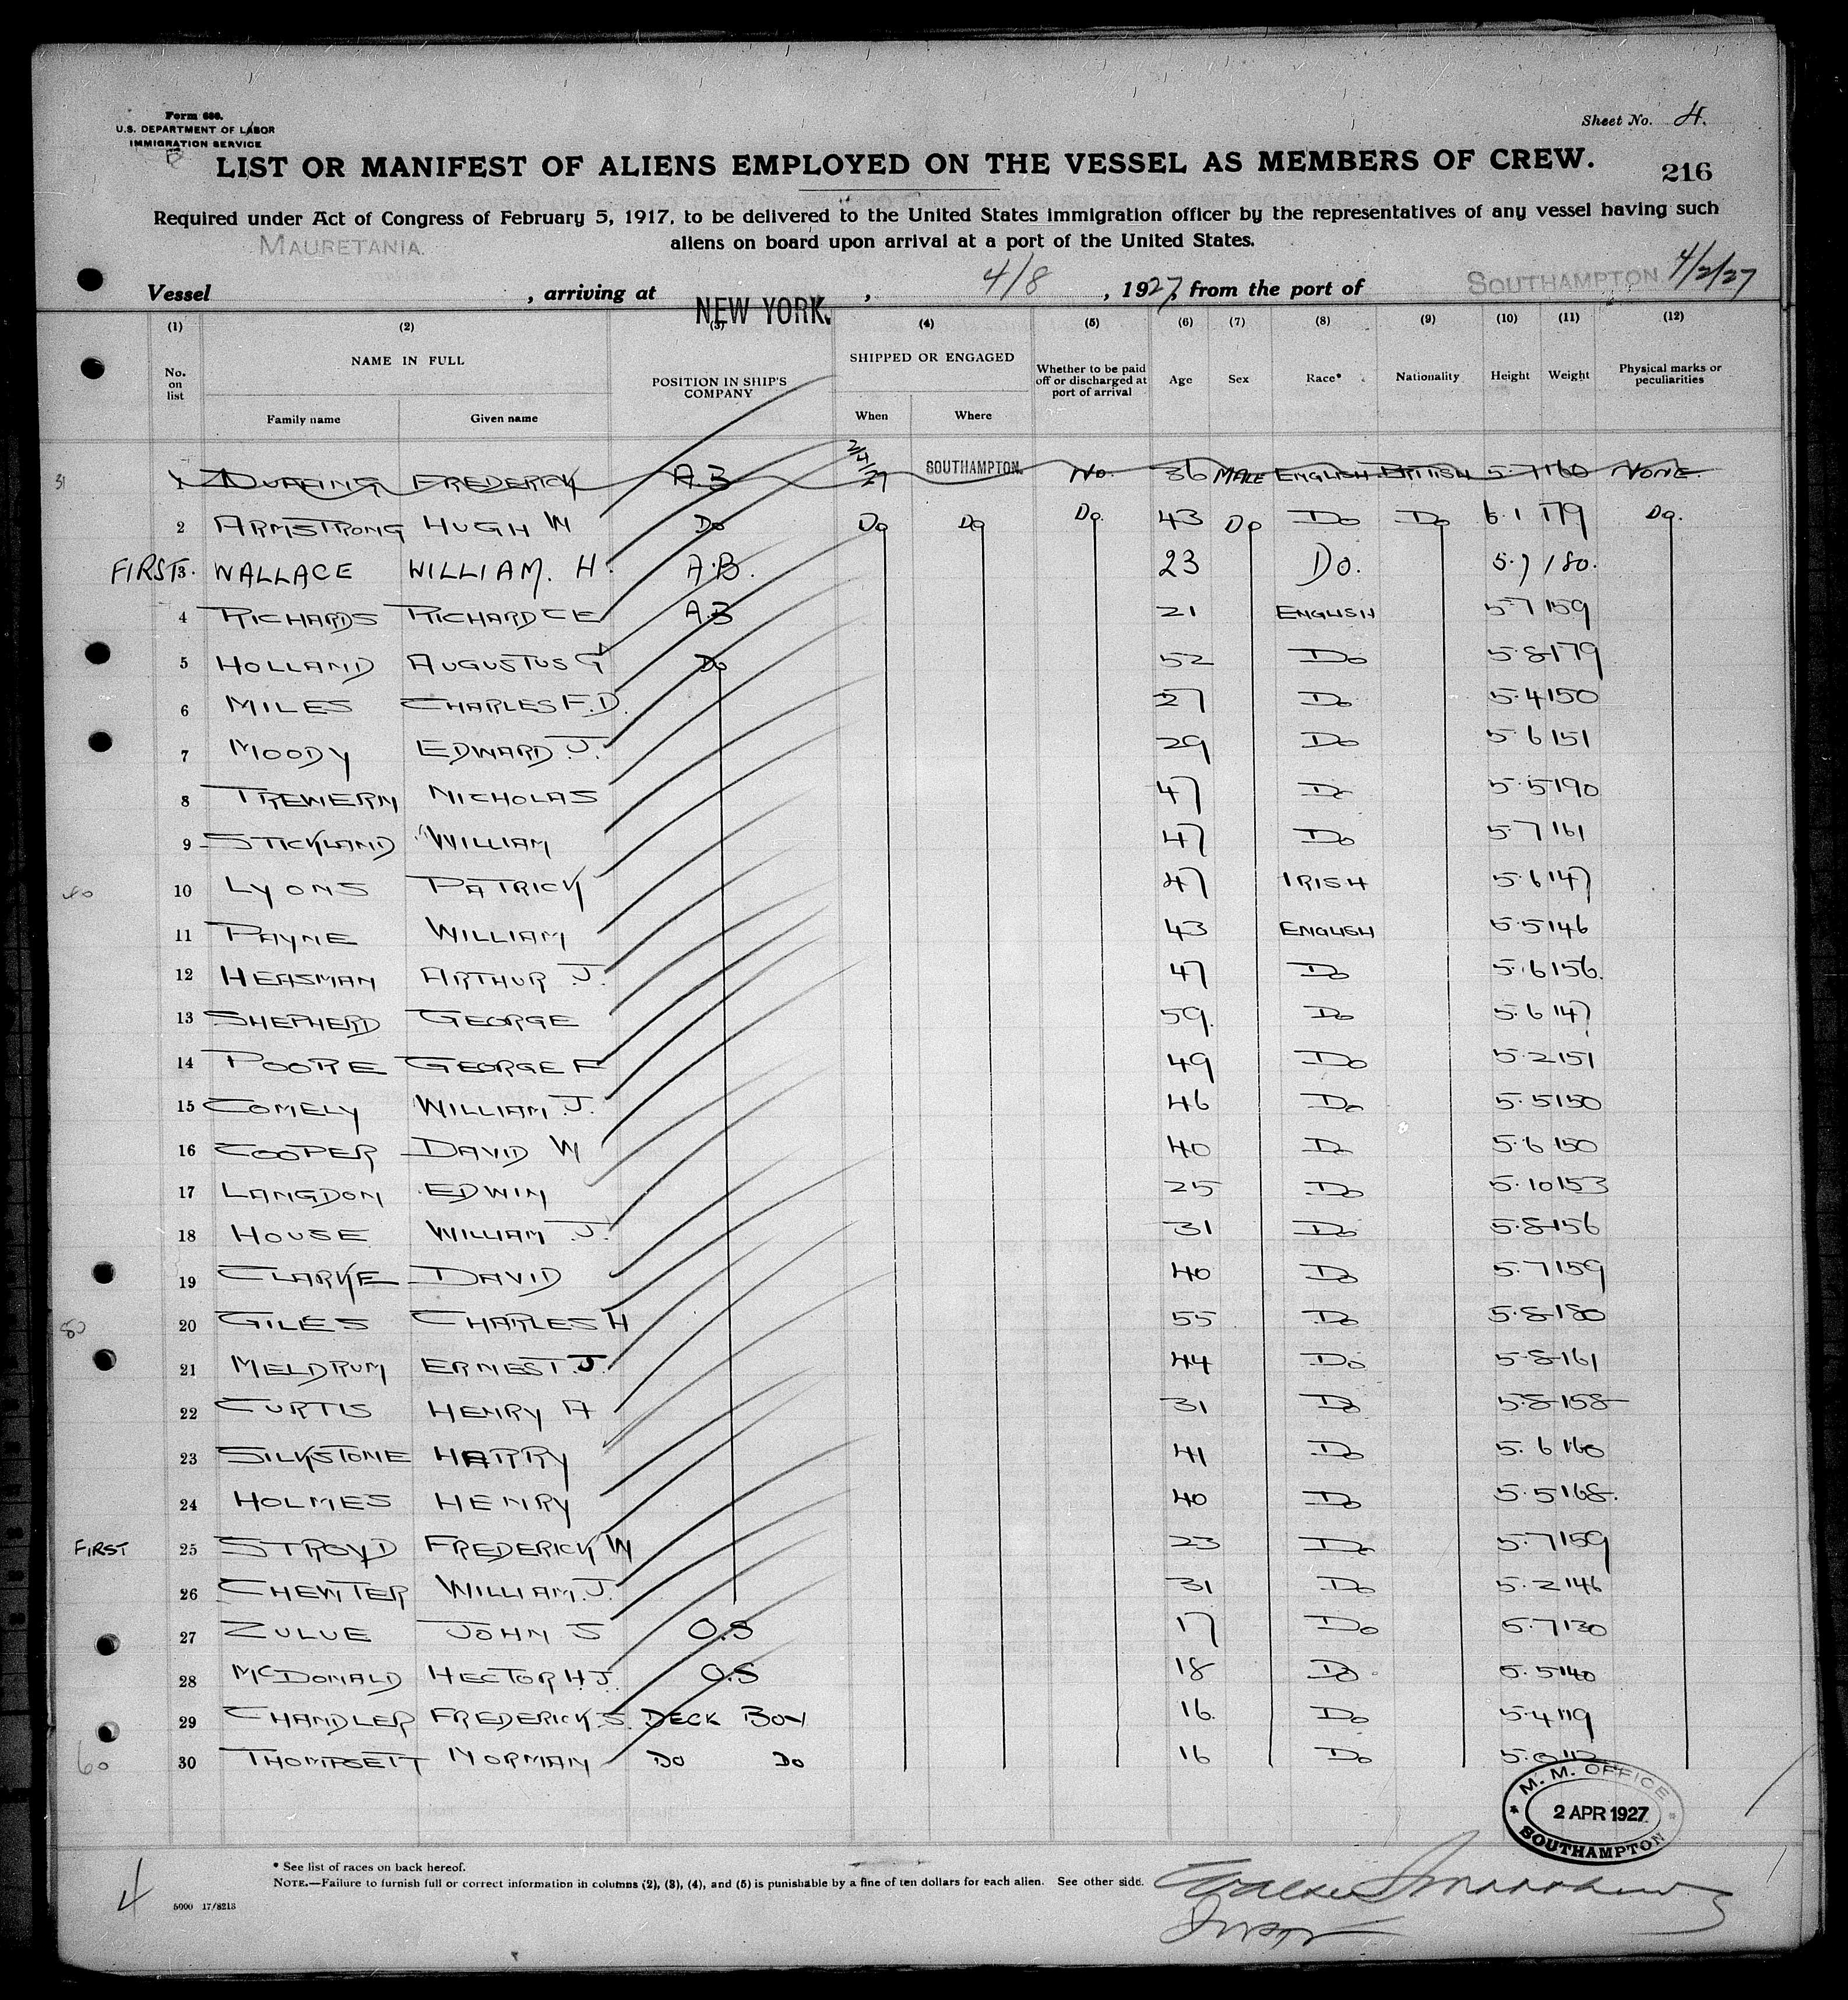 Form 680.
U.S. DEPARTMENT OF LABOR
IMMIGRATION SERVICE
Sheet No. 4.
LIST OR MANIFEST OF ALIENS EMPLOYED ON THE VESSEL AS MEMBERS OF CREW.
216
Required under Act of Congress of February 5, 1917, to be delivered to the United States immigration officer by the representatives of any vessel having such
aliens on board upon arrival at a port of the United States.
Vessel MAURETANIA, arriving at NEW YORK., 4/8, 1927, from the port of SOUTHAMPTON 4/2/27
(1) (2) (3) (4) (5) (6) (7) (8) (9) (10) (11) (12)
No. on list NAME IN FULL POSITION IN SHIP'S COMPANY SHIPPED OR ENGAGED Whether to be paid off or discharged at port of arrival Age Sex Race* Nationality Height Weight Physical marks or peculiarities
Family name Given name When Where
31 1 FREDERICK A.B SOUTHAMPTON. No. 36 MALE ENGLISH BRITISH 5.7 160 NONE.
2 ARMSTRONG HUGH W Do Do Do Do. 43 Do Do Do 6.1 179 Do.
FIRST 3. WALLACE WILLIAM. H. A.B. 23 Do. 5.7 180.
4 RICHARDS RICHARD C E A.B 21 ENGLISH 5.7 159
5 HOLLAND AUGUSTUS G Do 52 Do 5.8 179
6 MILES CHARLES F.D. 27 Do 5.4 150
7 MOODY EDWARD J. 29 Do 5.6 151
8 TREWERN NICHOLAS 47 Do 5.5 190
9 STICKLAND WILLIAM 47 Do 5.7 161
40 10 LYONS PATRICK 47 IRISH 5.6 147
11 PAYNE WILLIAM 43 ENGLISH 5.5 146
12 HEASMAN ARTHUR J. 47 Do 5.6 156.
13 SHEPHERD GEORGE 59. Do 5.6 147
14 POORE GEORGE F 49 Do 5.2 151
15 COMELY WILLIAM J. 46 Do 5.5 150
16 COOPER DAVID W 40 Do 5.6 150
17 LANGDON EDWIN 25 Do 5.10 153
18 HOUSE WILLIAM J. 31 Do 5.8 156
19 CLARKE DAVID 40 Do 5.7 159
20 GILES CHARLES H 55 Do 5.8 180
21 MELDRUM ERNEST J. 44 Do 5.8 161
22 CURTIS HENRY A 31 Do 5.8 158
23 SILKSTONE HARRY 41 Do 5.6 160
24 HOLMES HENRY 40 Do 5.5 168.
FIRST 25 STROYD FREDERICK W 23 Do 5.7 159
26 CHEWTER WILLIAM J. 31 Do 5.2 146
27 ZULUE JOHN S O.S 17 Do 5.7 130
28 McDONALD HECTOR H.J. O.S 18 Do 5.5 140
29 CHANDLER FREDERICK S. DECK BOY 16. Do 5.4 119
60 30 THOMPSETT NORMAN Do Do 16 Do
M. M. OFFICE
2 APR 1927
SOUTHAMPTON
* See list of races on back hereof.
NOTE.—Failure to furnish full or correct information in columns (2), (3), (4), and (5) is punishable by a fine of ten dollars for each alien. See other side.
4
5000 17/8213